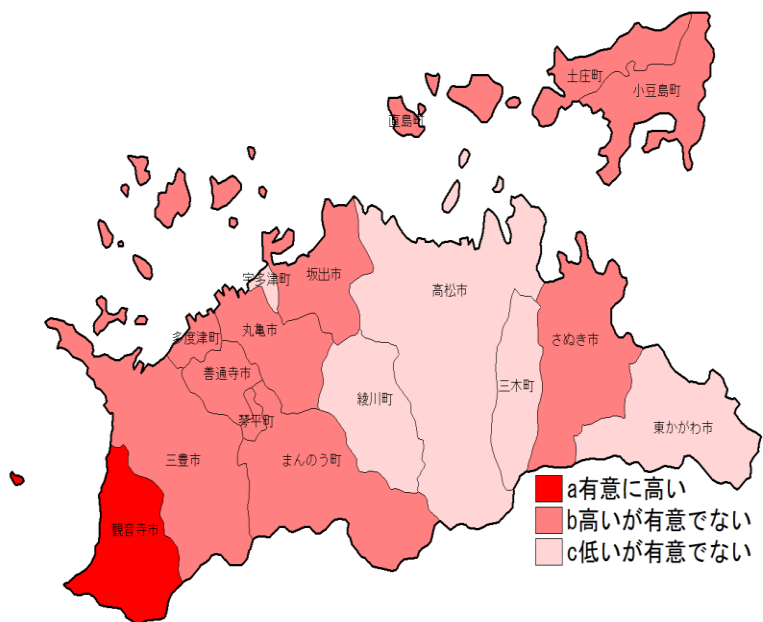 土庄町
小豆島町
直島町
宇多津町
坂出市
高松市
丸亀市
多度津町
さぬき市
善通寺市
三木町
綾川町
琴平町
東かがわ市
三豊市
まんのう町
観音寺市
a有意に高い
b高いが有意でない
c低いが有意でない